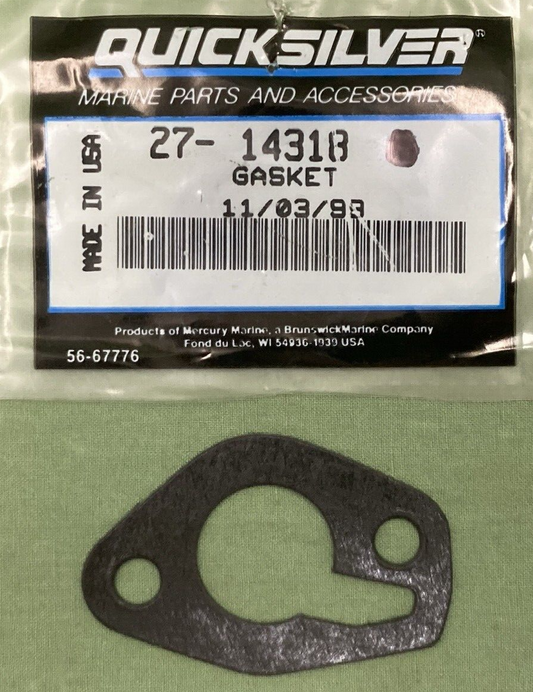 QUICKSILVER®
MARINE PARTS AND ACCESSORIES
MADE IN USA
27- 14318
GASKET
11/03/93
Products of Mercury Marine, a Brunswick Marine Company
Fond du Lac, WI 54936-1939 USA
56-67776